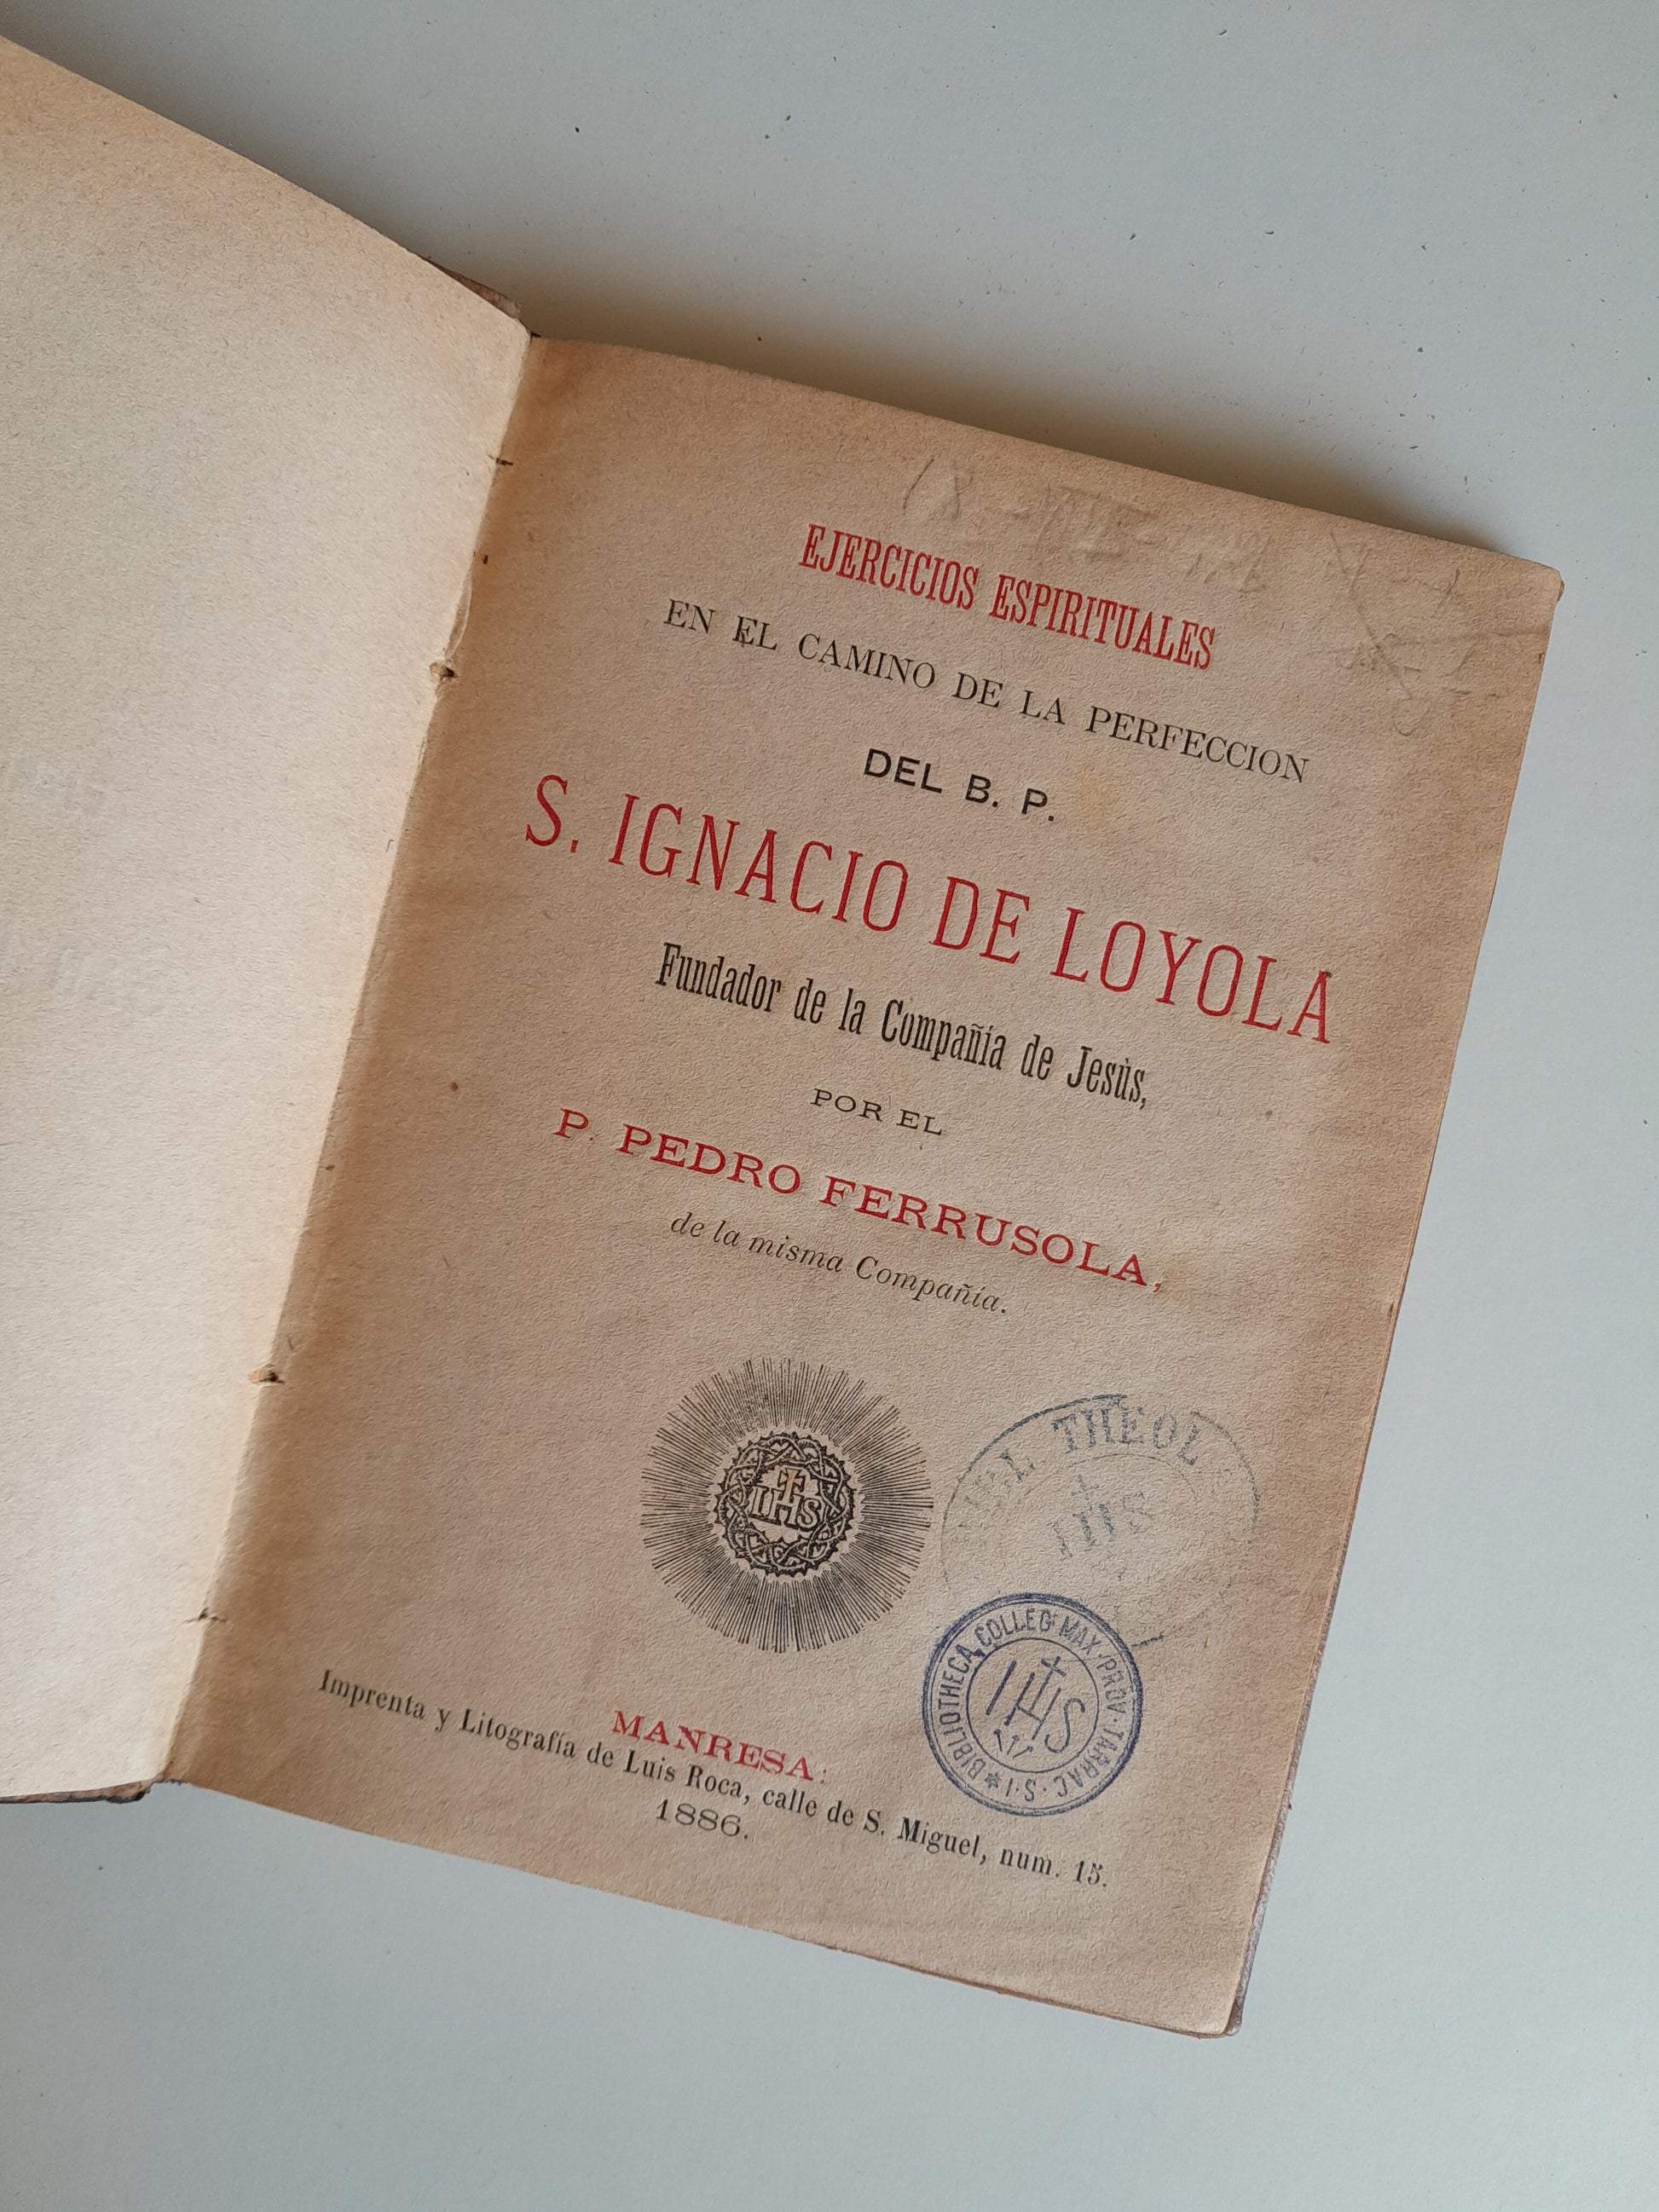 EJERCICIOS ESPIRITUALES
EN EL CAMINO DE LA PERFECCION
DEL B. P.
S. IGNACIO DE LOYOLA
Fundador de la Compañía de Jesùs,
POR EL
P. PEDRO FERRUSOLA,
de la misma Compañía.
IHS
THEOL
BIBLIOTHECA COLLEG MAX PROV TARRAC S I
IHS
MANRESA:
Imprenta y Litografía de Luis Roca, calle de S. Miguel, num. 15.
1886.